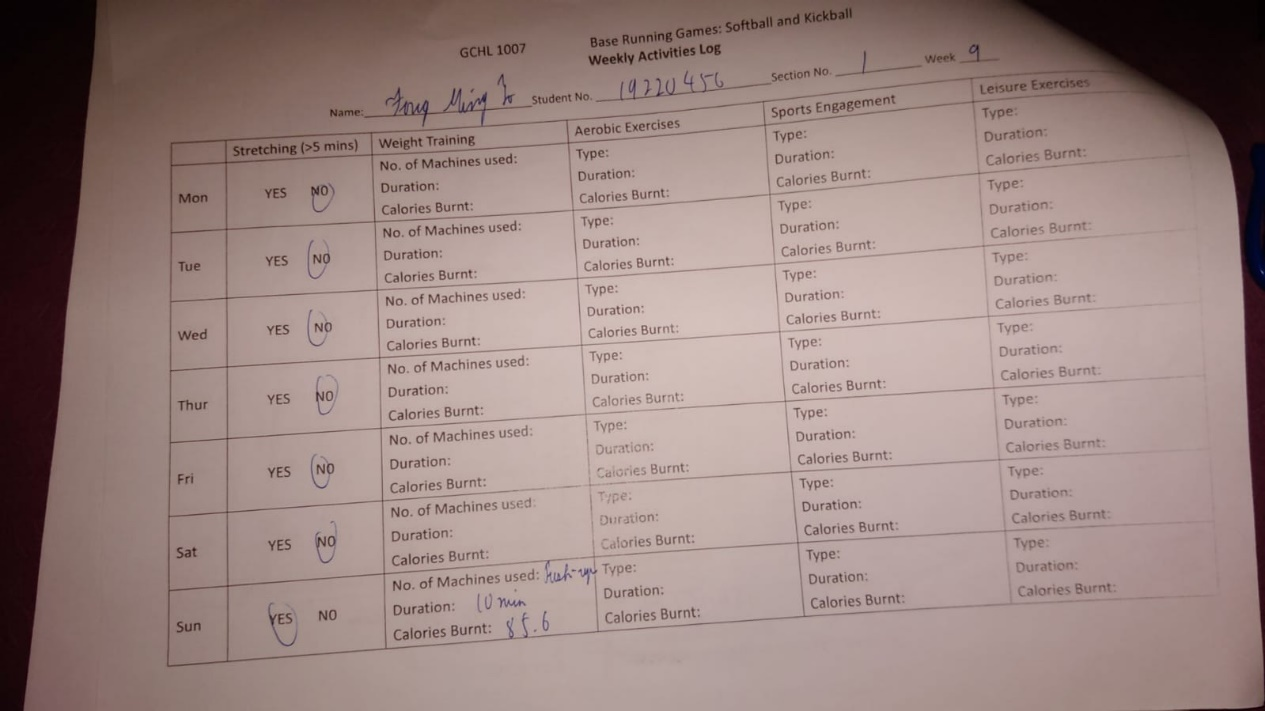 GCHL 1007 Base Running Games: Softball and Kickball
Weekly Activities Log
Name: Fong Ming Student No. 19220456 Section No. 1 Week 9
Stretching (>5 mins) Weight Training Aerobic Exercises Sports Engagement Leisure Exercises
Mon YES NO
No. of Machines used: Type: Type: Type:
Duration: Duration: Duration: Duration:
Calories Burnt: Calories Burnt: Calories Burnt: Calories Burnt:
Tue YES NO
No. of Machines used: Type: Type: Type:
Duration: Duration: Duration: Duration:
Calories Burnt: Calories Burnt: Calories Burnt: Calories Burnt:
Wed YES NO
No. of Machines used: Type: Type: Type:
Duration: Duration: Duration: Duration:
Calories Burnt: Calories Burnt: Calories Burnt: Calories Burnt:
Thur YES NO
No. of Machines used: Type: Type: Type:
Duration: Duration: Duration: Duration:
Calories Burnt: Calories Burnt: Calories Burnt: Calories Burnt:
Fri YES NO
No. of Machines used: Type: Type: Type:
Duration: Duration: Duration: Duration:
Calories Burnt: Calories Burnt: Calories Burnt: Calories Burnt:
Sat YES NO
No. of Machines used: Type: Type: Type:
Duration: Duration: Duration: Duration:
Calories Burnt: Calories Burnt: Calories Burnt: Calories Burnt:
Sun YES NO
No. of Machines used: Push-up Type: Type: Type:
Duration: 10 min Duration: Duration: Duration:
Calories Burnt: 85.6 Calories Burnt: Calories Burnt: Calories Burnt: